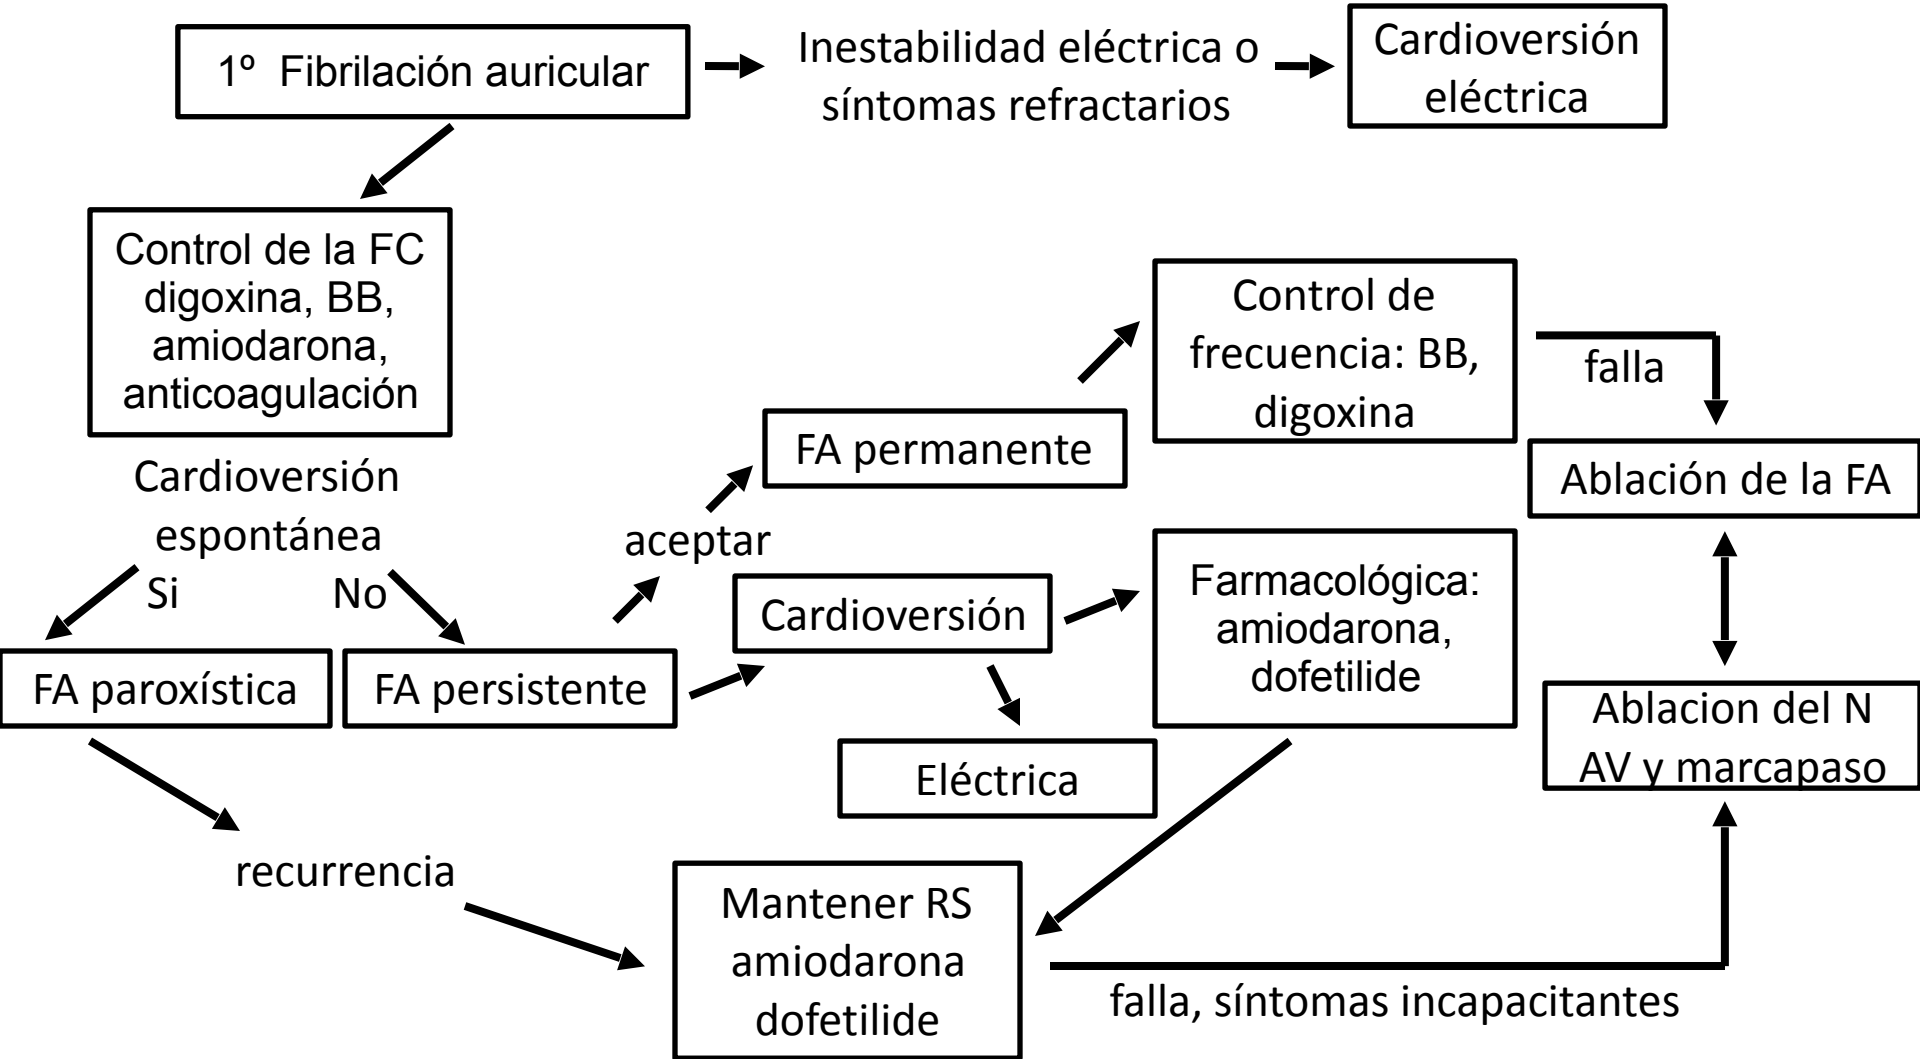 1º Fibrilación auricular
Inestabilidad eléctrica o
síntomas refractarios
Cardioversión
eléctrica
Control de la FC
digoxina, BB,
amiodarona,
anticoagulación
Cardioversión
espontánea
Si
No
FA paroxística
FA persistente
aceptar
FA permanente
Control de
frecuencia: BB,
digoxina
falla
Ablación de la FA
Cardioversión
Farmacológica:
amiodarona,
dofetilide
Eléctrica
Ablacion del N
AV y marcapaso
recurrencia
Mantener RS
amiodarona
dofetilide
falla, síntomas incapacitantes